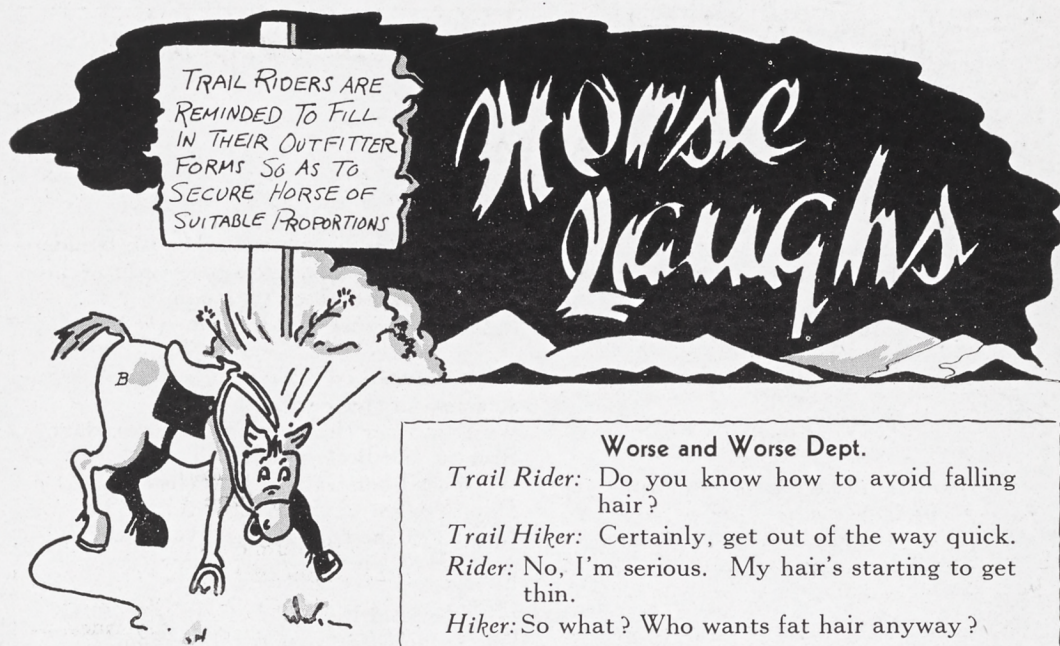 TRAIL RIDERS ARE
REMINDED TO FILL
IN THEIR OUTFITTER
FORMS SO AS TO
SECURE HORSE OF
SUITABLE PROPORTIONS
Horse
Laughs
B
Worse and Worse Dept.
Trail Rider: Do you know how to avoid falling
hair?
Trail Hiker: Certainly, get out of the way quick.
Rider: No, I'm serious. My hair's starting to get
thin.
Hiker: So what? Who wants fat hair anyway?